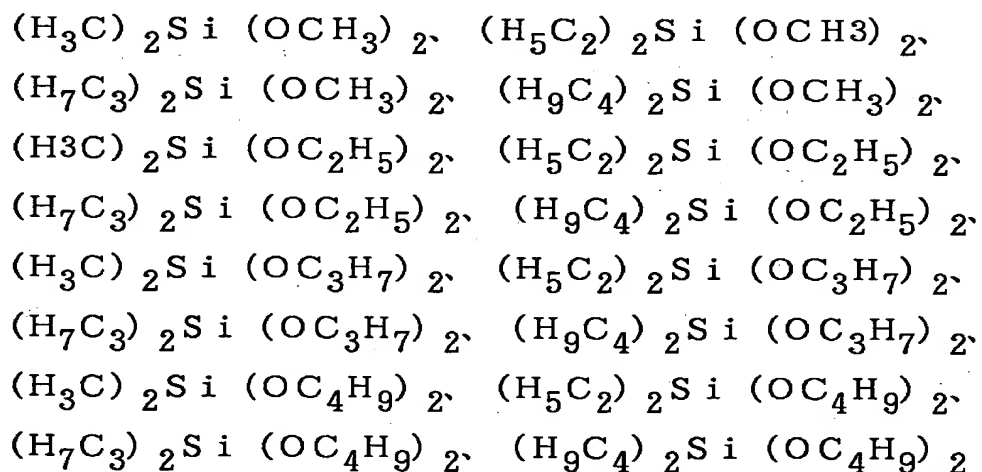 (H₃C)₂Si(OCH₃)₂、 (H₅C₂)₂Si(OCH3)₂、
(H₇C₃)₂Si(OCH₃)₂、 (H₉C₄)₂Si(OCH₃)₂、
(H3C)₂Si(OC₂H₅)₂、 (H₅C₂)₂Si(OC₂H₅)₂、
(H₇C₃)₂Si(OC₂H₅)₂、 (H₉C₄)₂Si(OC₂H₅)₂、
(H₃C)₂Si(OC₃H₇)₂、 (H₅C₂)₂Si(OC₃H₇)₂、
(H₇C₃)₂Si(OC₃H₇)₂、 (H₉C₄)₂Si(OC₃H₇)₂、
(H₃C)₂Si(OC₄H₉)₂、 (H₅C₂)₂Si(OC₄H₉)₂、
(H₇C₃)₂Si(OC₄H₉)₂、 (H₉C₄)₂Si(OC₄H₉)₂